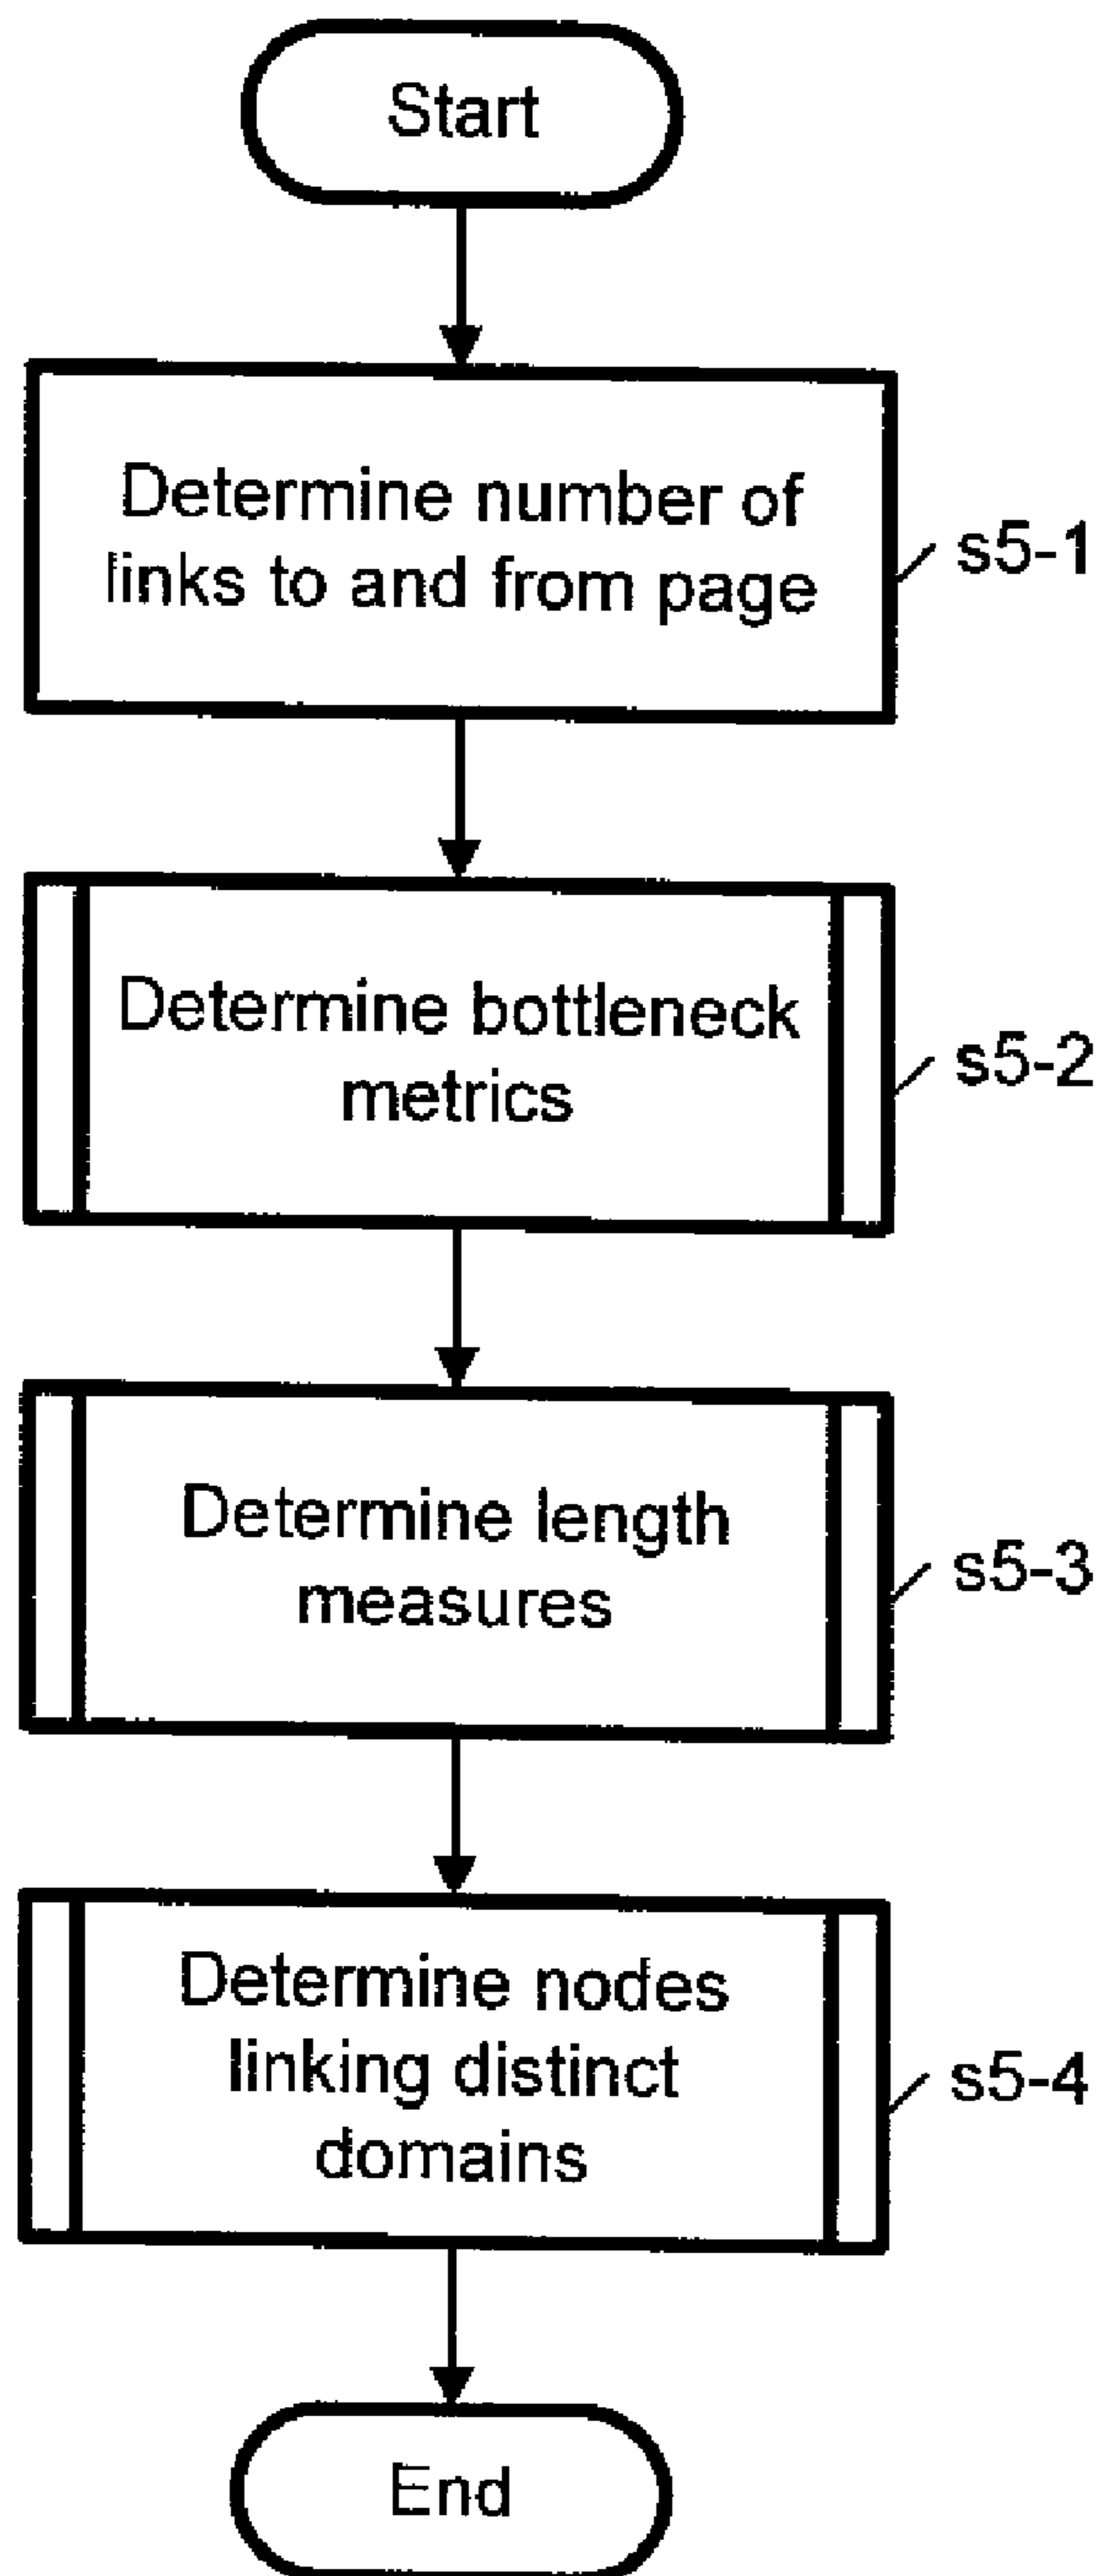 Start
Determine number of
links to and from page
s5-1
Determine bottleneck
metrics
s5-2
Determine length
measures
s5-3
Determine nodes
linking distinct
domains
s5-4
End